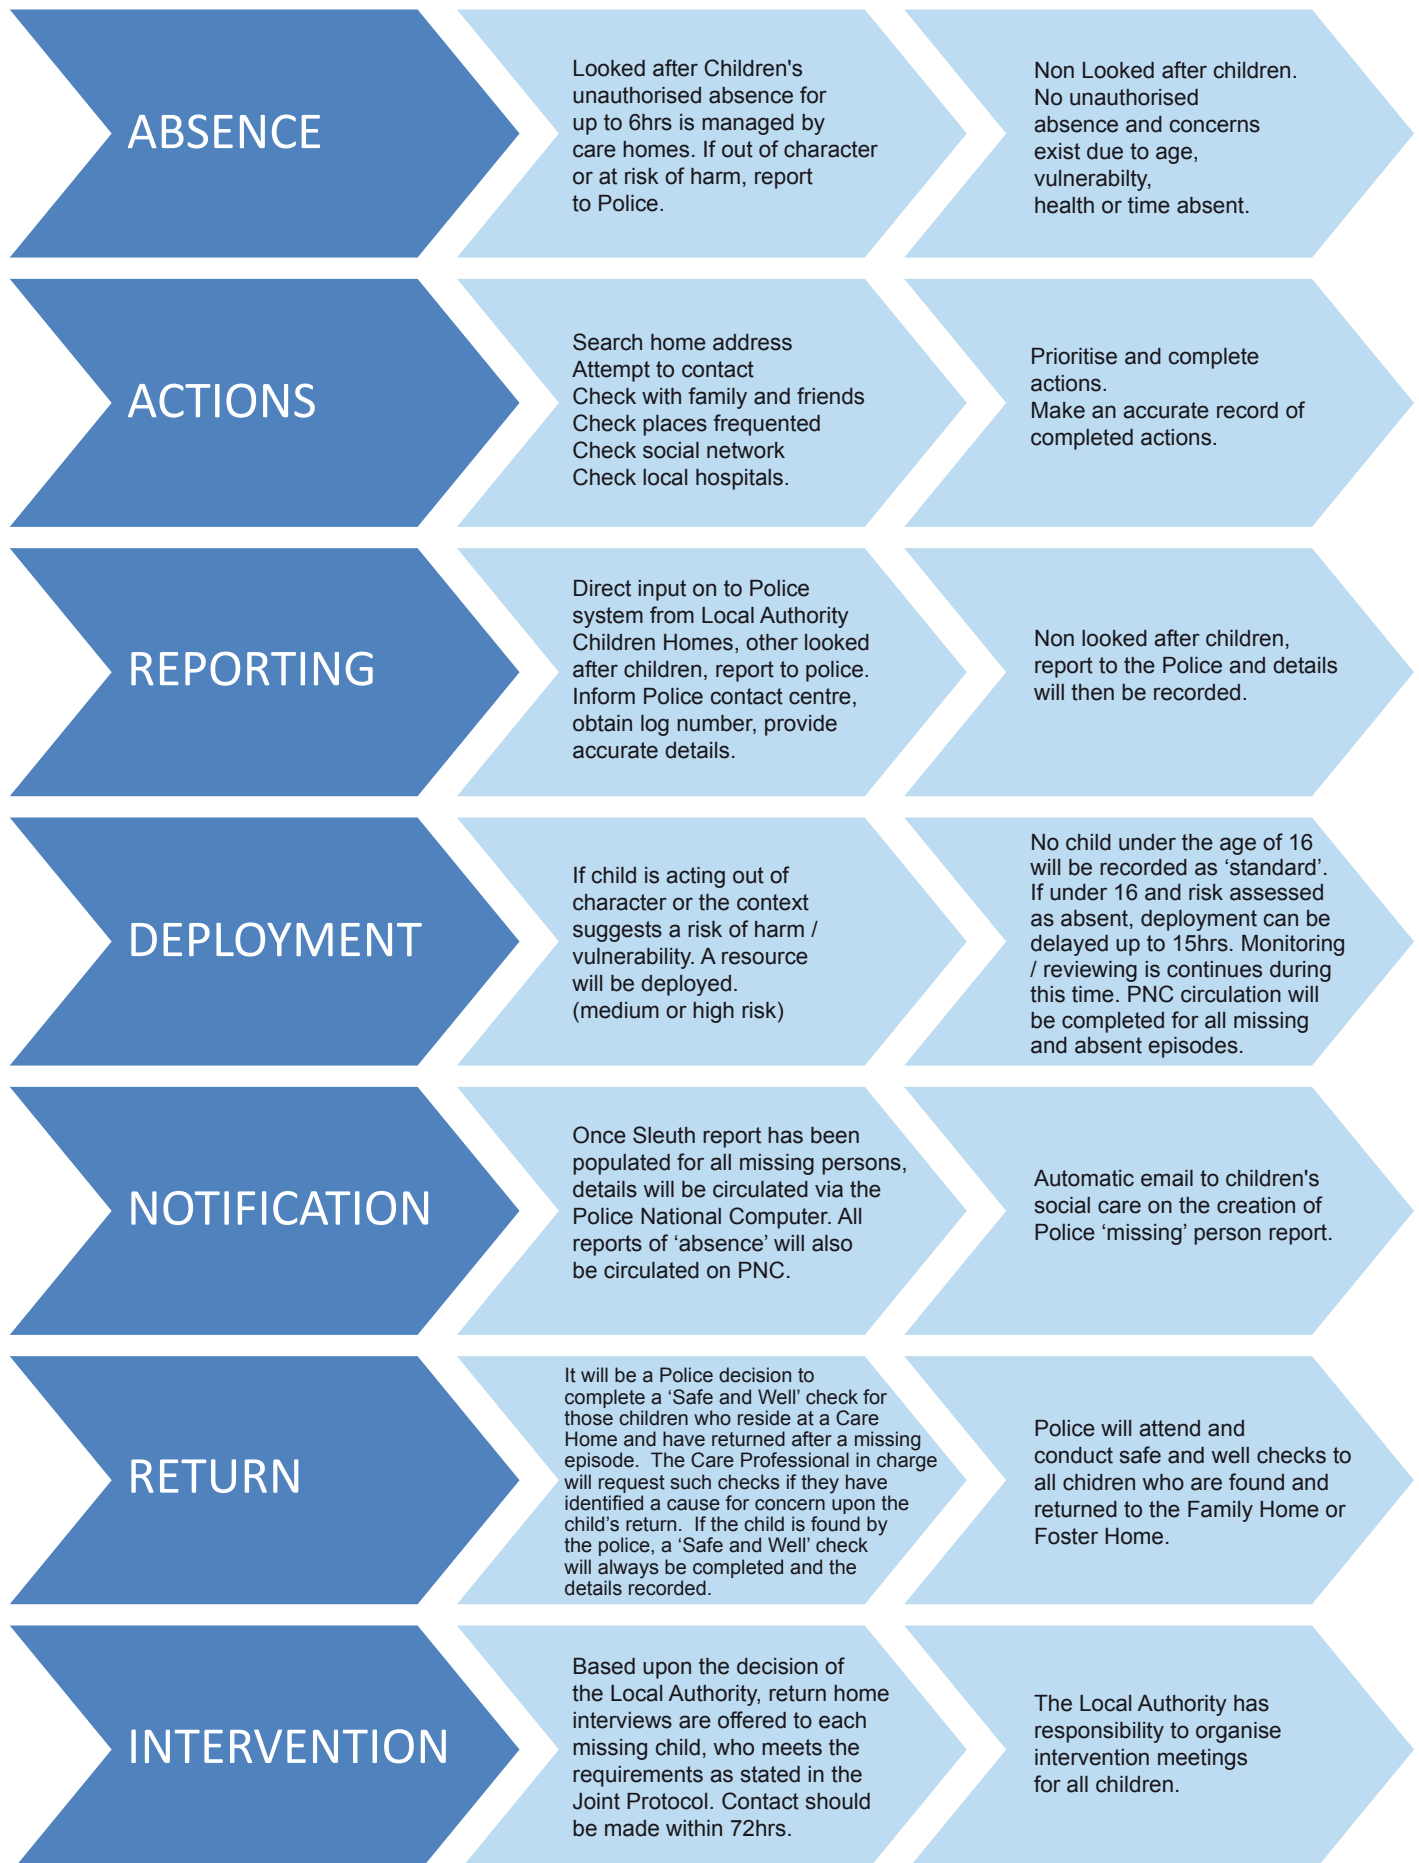 ABSENCE
Looked after Children's
unauthorised absence for
up to 6hrs is managed by
care homes. If out of character
or at risk of harm, report
to Police.
Non Looked after children.
No unauthorised
absence and concerns
exist due to age,
vulnerabilty,
health or time absent.
ACTIONS
Search home address
Attempt to contact
Check with family and friends
Check places frequented
Check social network
Check local hospitals.
Prioritise and complete
actions.
Make an accurate record of
completed actions.
REPORTING
Direct input on to Police
system from Local Authority
Children Homes, other looked
after children, report to police.
Inform Police contact centre,
obtain log number, provide
accurate details.
Non looked after children,
report to the Police and details
will then be recorded.
DEPLOYMENT
If child is acting out of
character or the context
suggests a risk of harm /
vulnerability. A resource
will be deployed.
(medium or high risk)
No child under the age of 16
will be recorded as ‘standard’.
If under 16 and risk assessed
as absent, deployment can be
delayed up to 15hrs. Monitoring
/ reviewing is continues during
this time. PNC circulation will
be completed for all missing
and absent episodes.
NOTIFICATION
Once Sleuth report has been
populated for all missing persons,
details will be circulated via the
Police National Computer. All
reports of ‘absence’ will also
be circulated on PNC.
Automatic email to children's
social care on the creation of
Police ‘missing’ person report.
RETURN
It will be a Police decision to
complete a ‘Safe and Well’ check for
those children who reside at a Care
Home and have returned after a missing
episode.  The Care Professional in charge
will request such checks if they have
identified a cause for concern upon the
child’s return.  If the child is found by
the police, a ‘Safe and Well’ check
will always be completed and the
details recorded.
Police will attend and
conduct safe and well checks to
all chidren who are found and
returned to the Family Home or
Foster Home.
INTERVENTION
Based upon the decision of
the Local Authority, return home
interviews are offered to each
missing child, who meets the
requirements as stated in the
Joint Protocol. Contact should
be made within 72hrs.
The Local Authority has
responsibility to organise
intervention meetings
for all children.